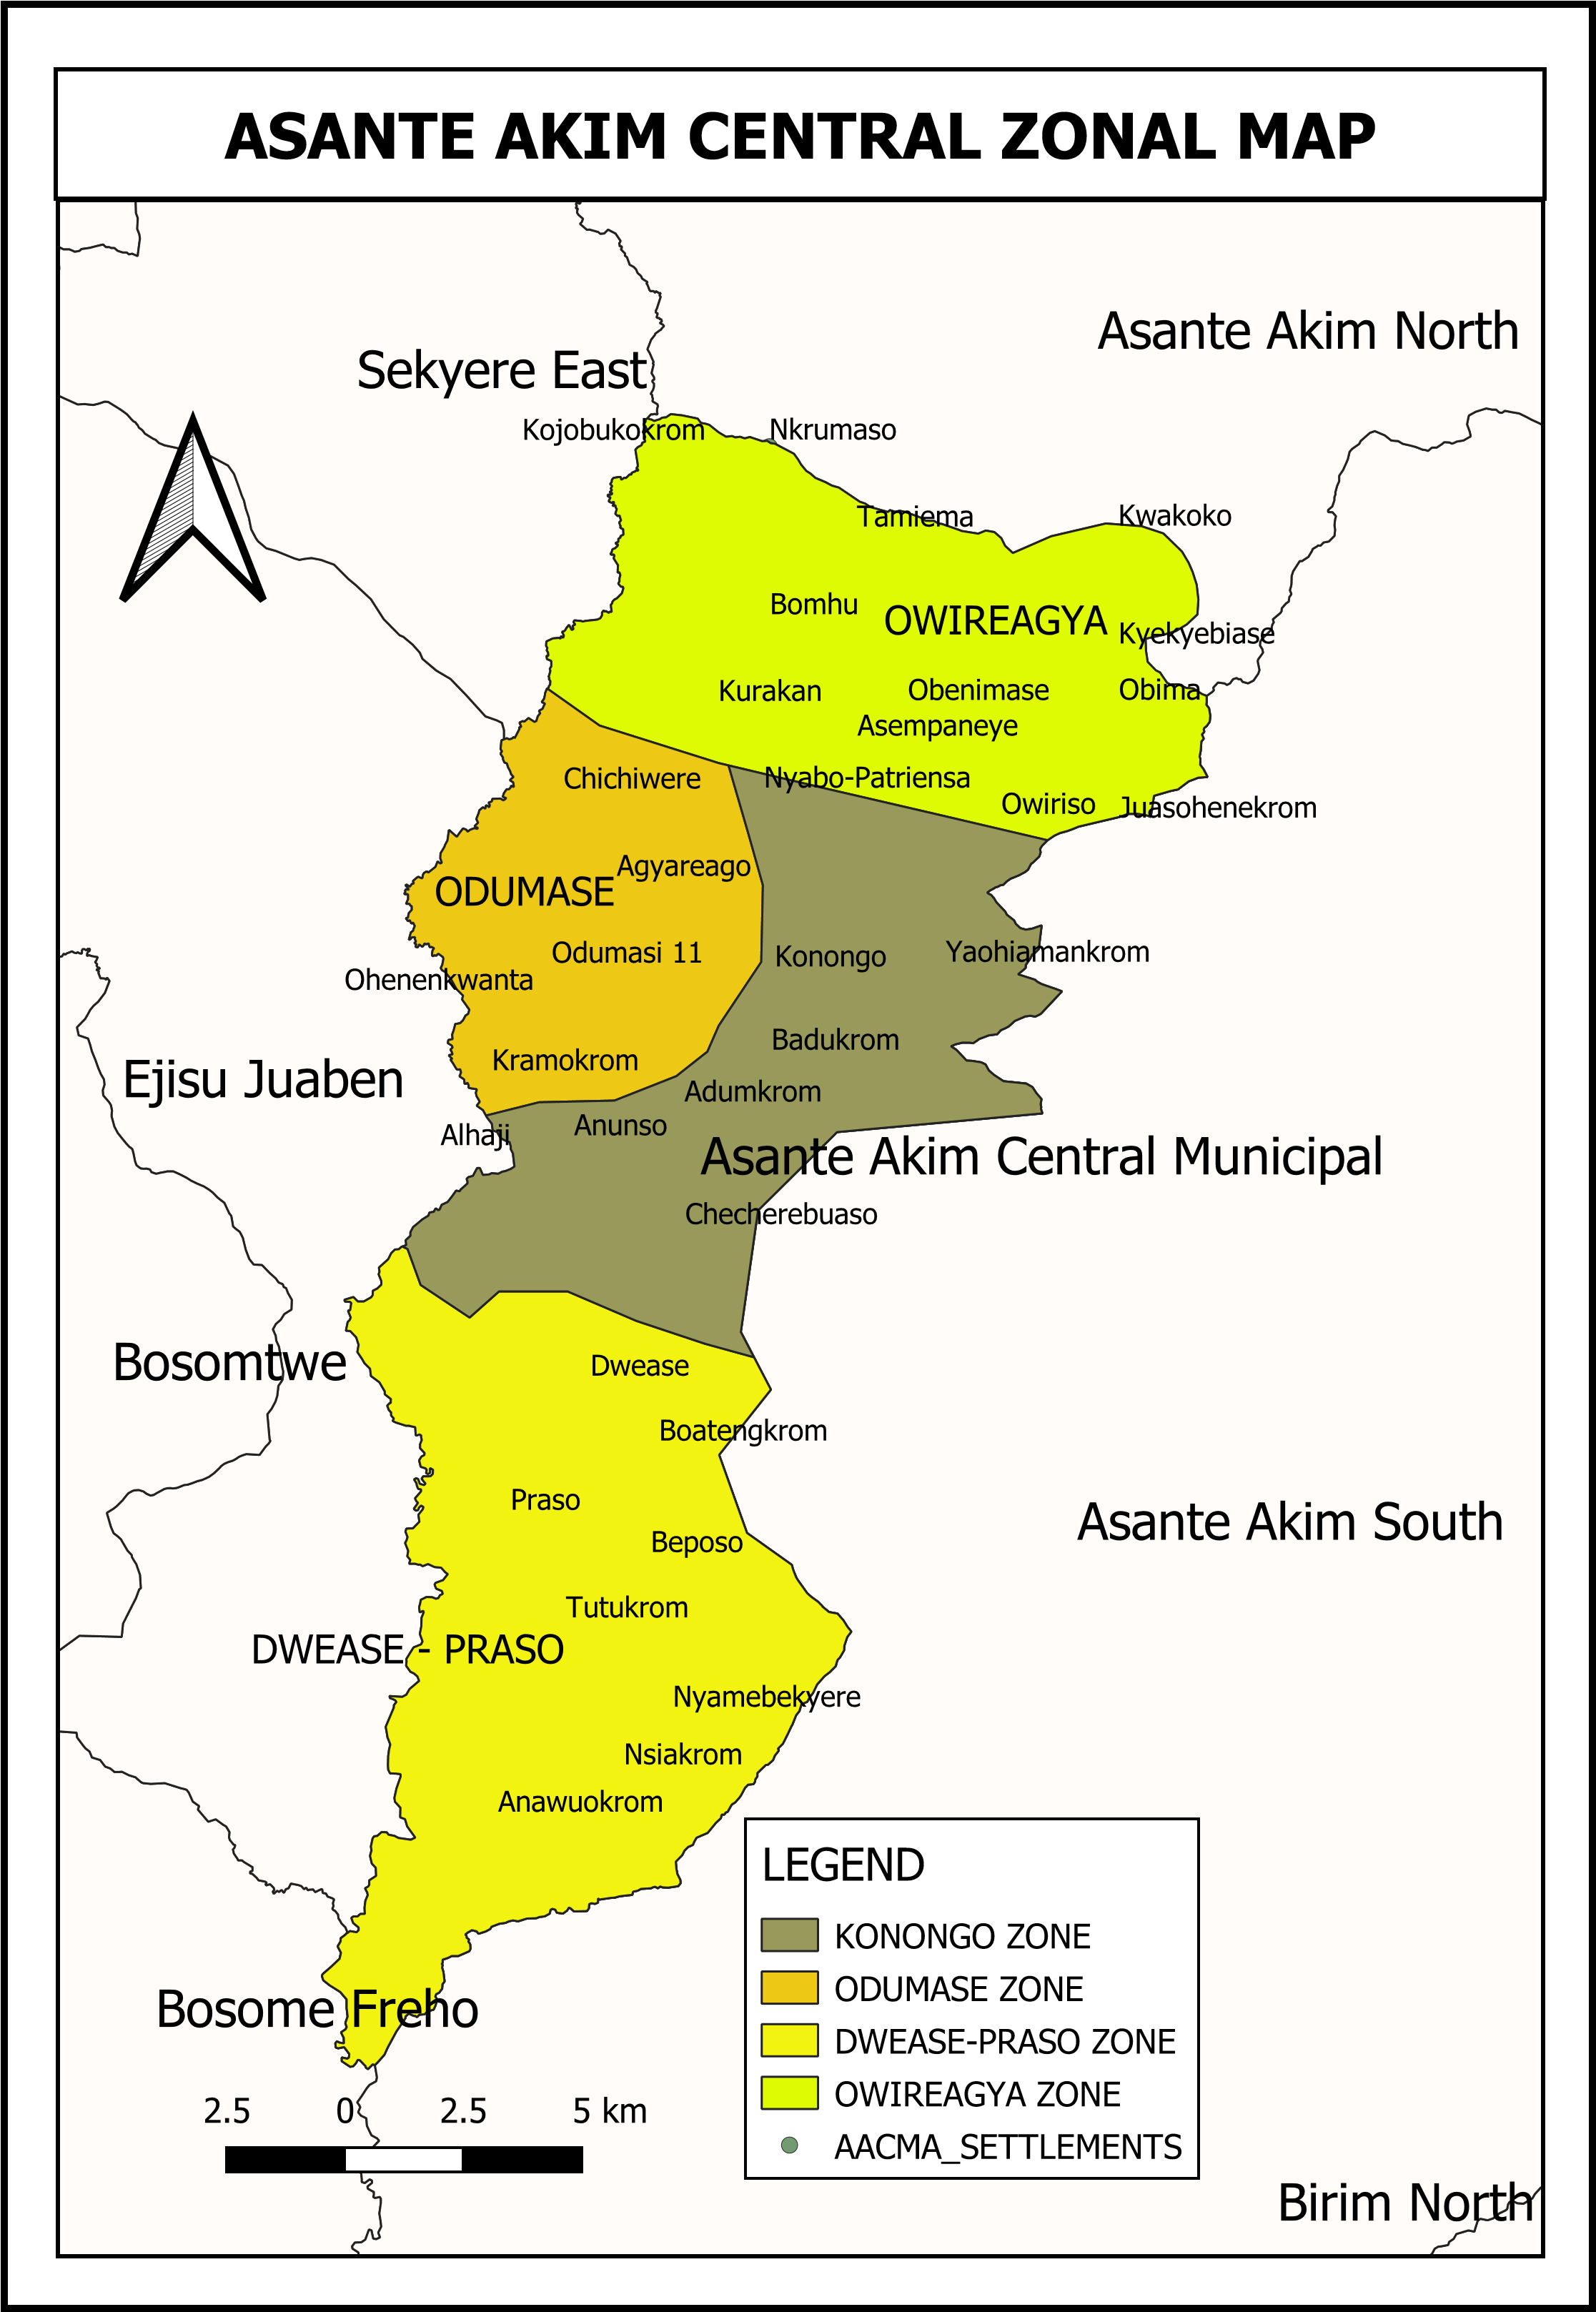 ASANTE AKIM CENTRAL ZONAL MAP
Asante Akim North
Sekyere East
Kojobukokrom
Nkrumaso
Tamiema
Kwakoko
Bomhu
OWIREAGYA
Kyekyebiase
Kurakan
Obenimase
Obima
Asempaneye
Chichiwere
Nyabo-Patriensa
Owiriso
Juasohenekrom
Agyareago
ODUMASE
Odumasi 11
Konongo
Yaohiamankrom
Ohenenkwanta
Badukrom
Kramokrom
Ejisu Juaben
Adumkrom
Anunso
Alhaji
Asante Akim Central Municipal
Checherebuaso
Bosomtwe
Dwease
Boatengkrom
Praso
Asante Akim South
Beposo
Tutukrom
DWEASE - PRASO
Nyamebekyere
Nsiakrom
Anawuokrom
LEGEND
KONONGO ZONE
ODUMASE ZONE
DWEASE-PRASO ZONE
OWIREAGYA ZONE
AACMA_SETTLEMENTS
Bosome Freho
2.5 0 2.5 5 km
Birim North